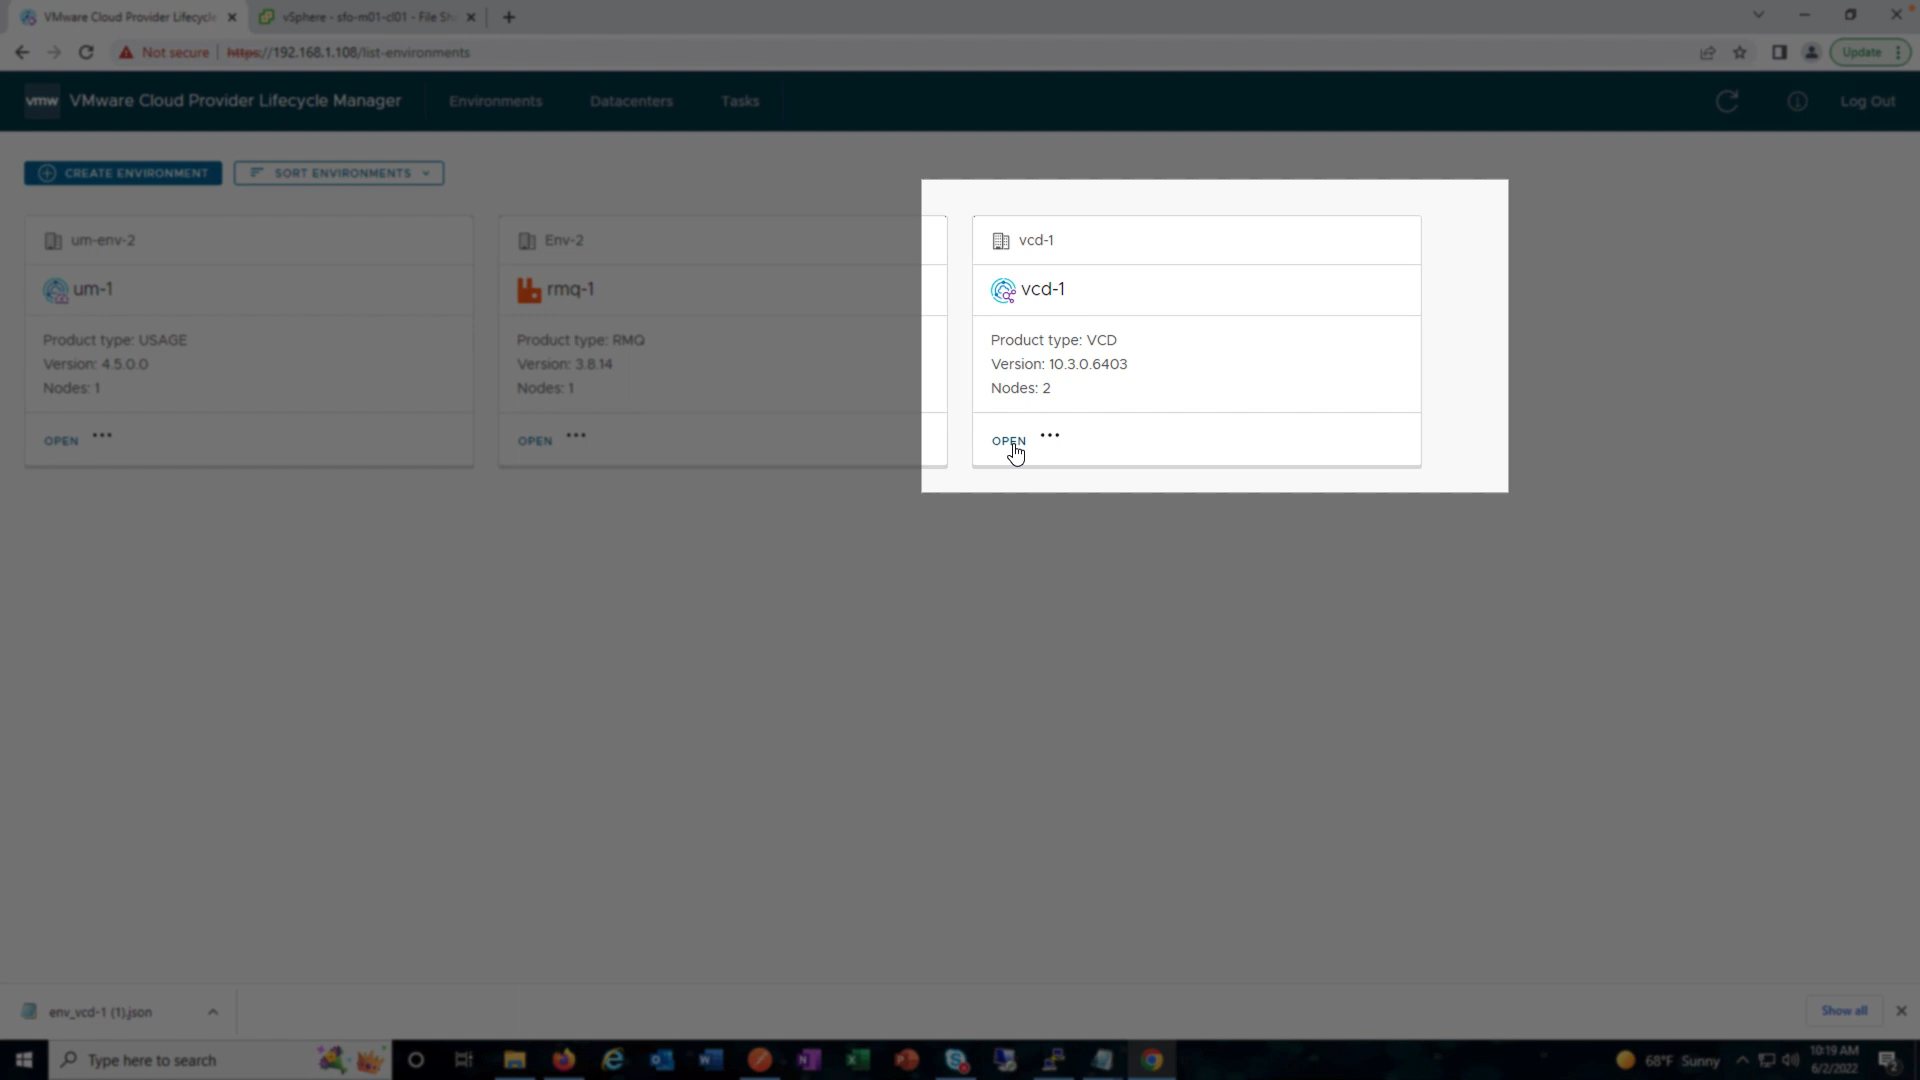 VMware Cloud Provider Lifecycle
vSphere - sfo-m01-cl01 - File Sh
Not secure https://192.168.1.108/list-environments Update
vmw VMware Cloud Provider Lifecycle Manager Environments Datacenters Tasks Log Out
CREATE ENVIRONMENT SORT ENVIRONMENTS
um-env-2
um-1
Product type: USAGE
Version: 4.5.0.0
Nodes: 1
OPEN ...
Env-2
rmq-1
Product type: RMQ
Version: 3.8.14
Nodes: 1
OPEN ...
vcd-1
vcd-1
Product type: VCD
Version: 10.3.0.6403
Nodes: 2
OPEN ...
env_vcd-1 (1).json Show all
Type here to search
68°F Sunny
10:19 AM
6/2/2022
2